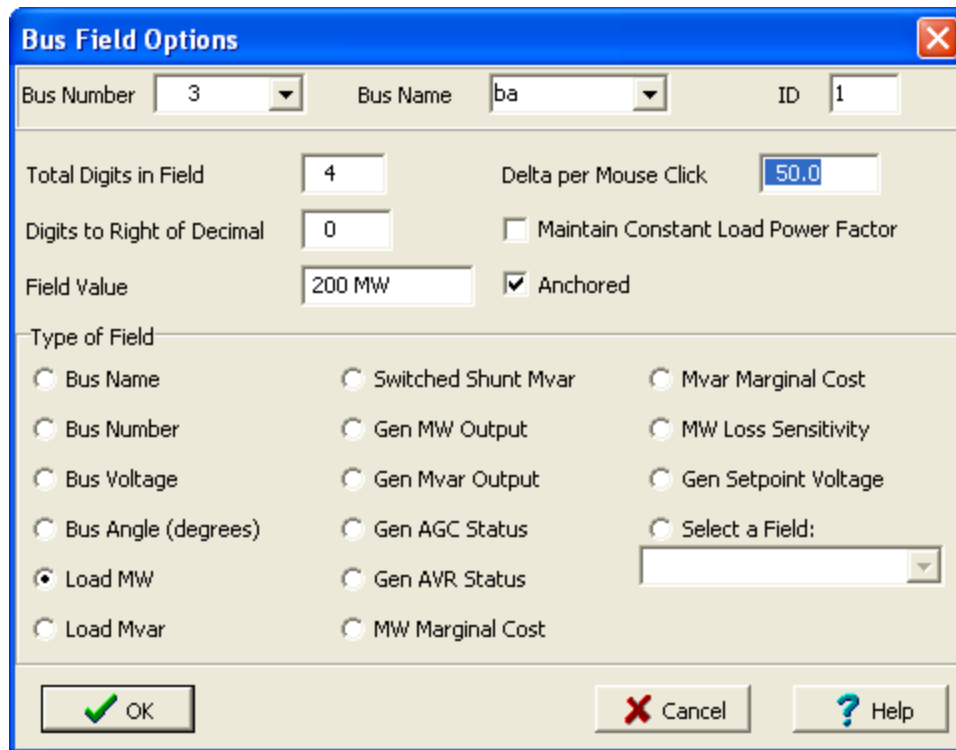 Bus Field Options
Bus Number 3 Bus Name ba ID 1
Total Digits in Field 4 Delta per Mouse Click 50.0
Digits to Right of Decimal 0 Maintain Constant Load Power Factor
Field Value 200 MW Anchored
Type of Field
Bus Name Switched Shunt Mvar Mvar Marginal Cost
Bus Number Gen MW Output MW Loss Sensitivity
Bus Voltage Gen Mvar Output Gen Setpoint Voltage
Bus Angle (degrees) Gen AGC Status Select a Field:
Load MW Gen AVR Status
Load Mvar MW Marginal Cost
OK Cancel ? Help